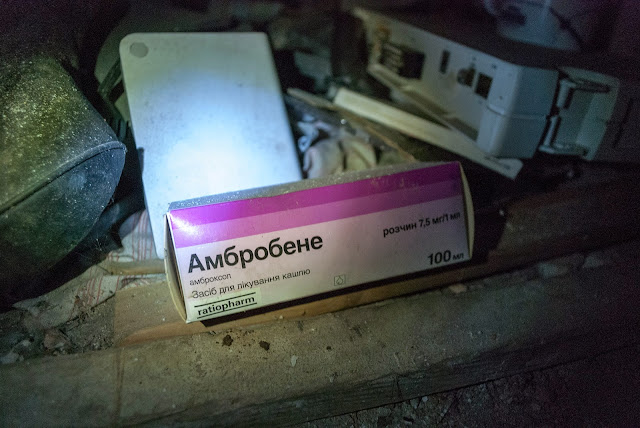 Амбробене
розчин 7,5 мг/1 мл
амброксол
Засіб для лікування кашлю
100 мл
ratiopharm